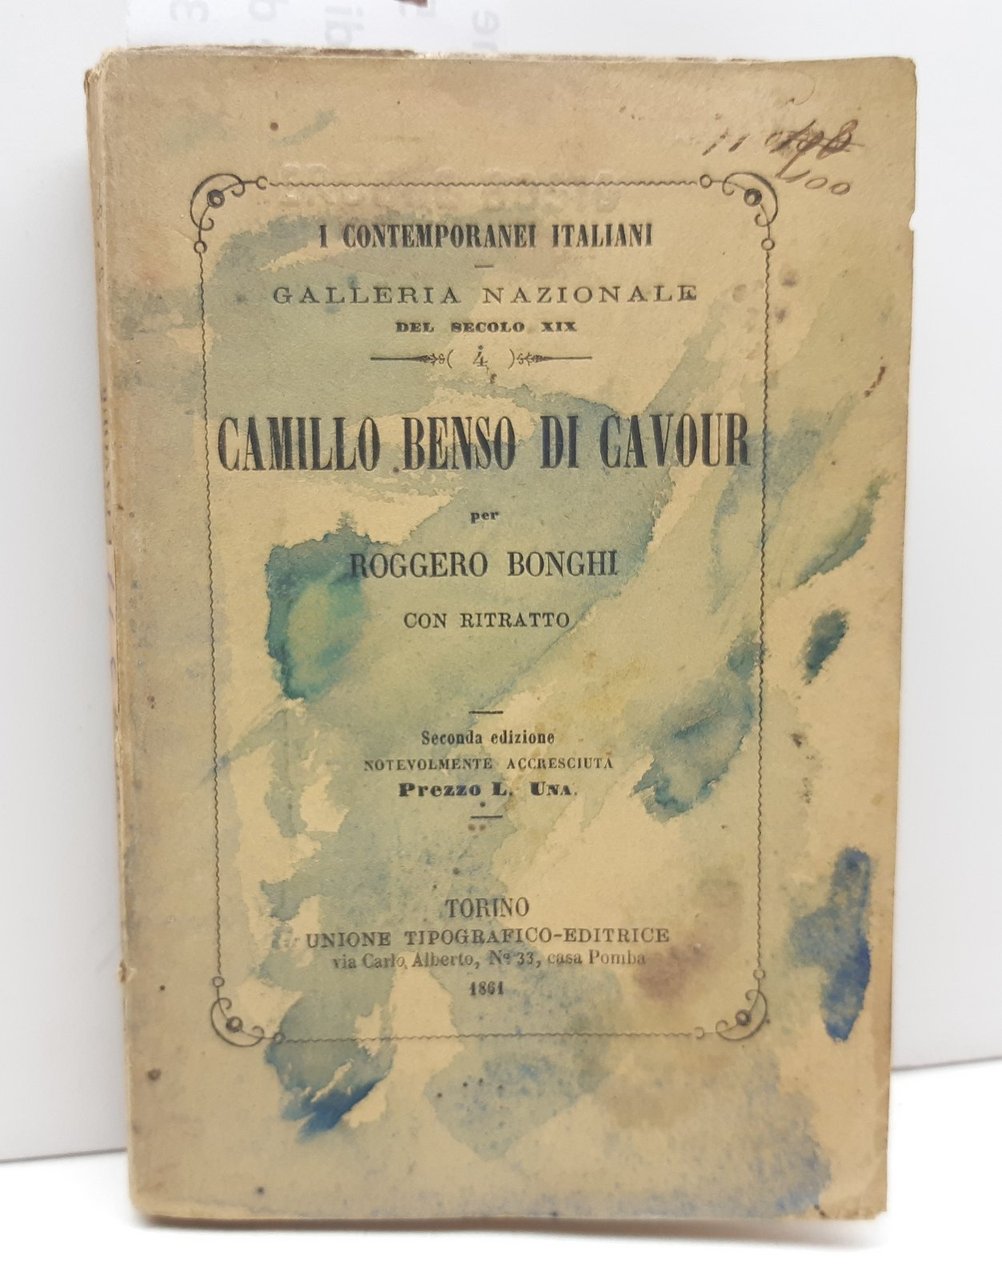 I CONTEMPORANEI ITALIANI
GALLERIA NAZIONALE
DEL SECOLO XIX
( 4 )
CAMILLO BENSO DI CAVOUR
per
ROGGERO BONGHI
CON RITRATTO
Seconda edizione
NOTEVOLMENTE ACCRESCIUTA
Prezzo L. UNA.
TORINO
UNIONE TIPOGRAFICO-EDITRICE
via Carlo Alberto, Nº 33, casa Pomba
1861